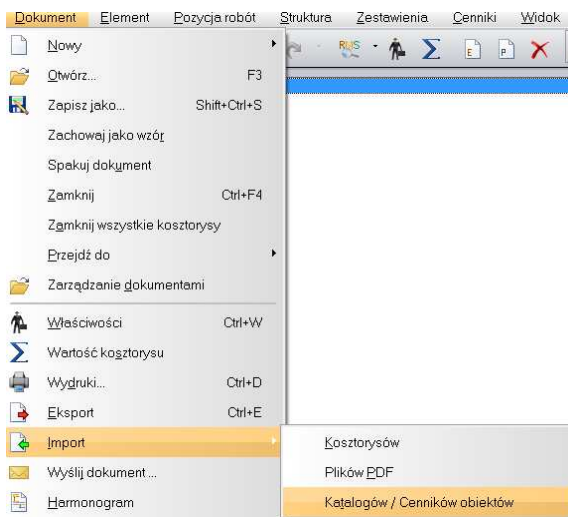 Dokument Element Pozycja robót Struktura Zestawienia Cenniki Widok
Nowy
RMS E P
Otwórz... F3
Zapisz jako... Shift+Ctrl+S
Zachowaj jako wzór
Spakuj dokument
Zamknij Ctrl+F4
Zamknij wszystkie kosztorysy
Przejdź do
Zarządzanie dokumentami
Właściwości Ctrl+W
Wartość kosztorysu
Wydruki... Ctrl+D
Eksport Ctrl+E
Import Kosztorysów
Wyślij dokument ... Plików PDF
Harmonogram Katalogów / Cenników obiektów